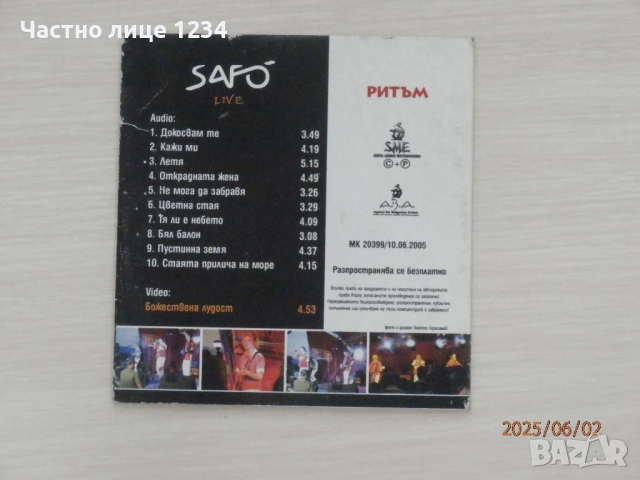 Частно лице 1234
SAFO
LIVE
Audio:
1. Докосвам те 3.49
2. Кажи ми 4.19
3. Летя 5.15
4. Открадната жена 4.49
5. Не мога да забравя 3.26
6. Цветна стая 3.29
7. Тя ли е небето 4.09
8. Бял балон 3.08
9. Пустинна земя 4.37
10. Стаята прилича на море 4.15
Video:
Божествена лудост 4.53
РИТЪМ
SME
C+P
A.B.A
МК 20399/10.06.2005
Разпространява се безплатно
2025/06/02
BAZAR